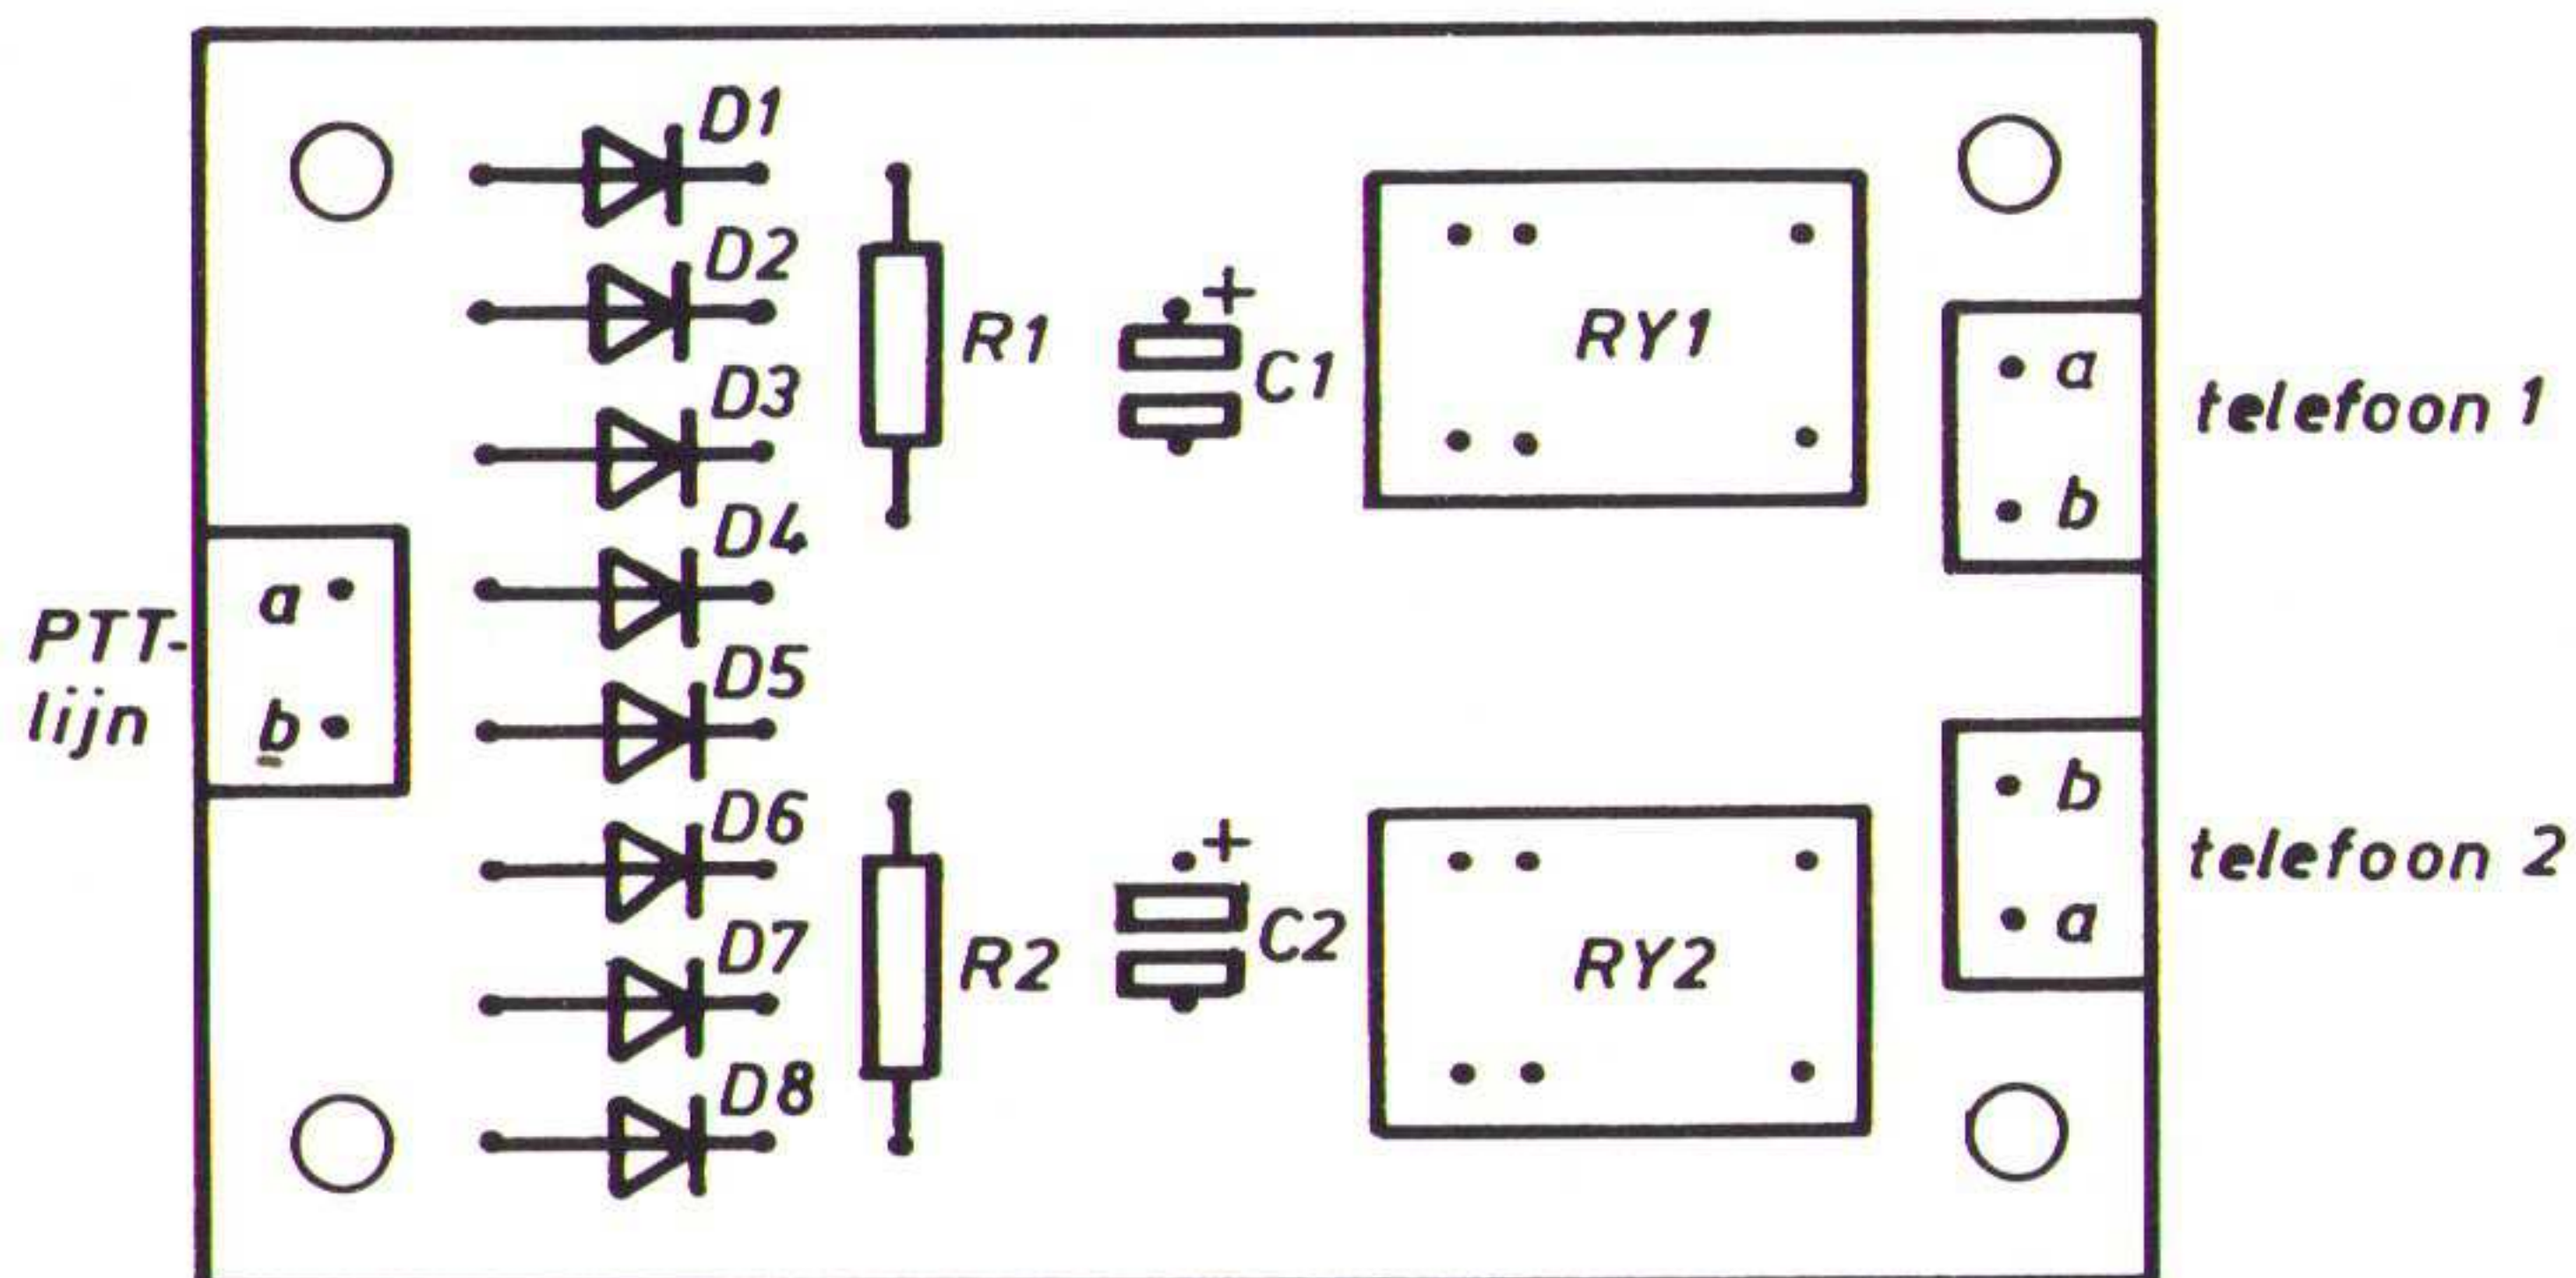 D1
D2
D3
D4
D5
D6
D7
D8
R1
+
C1
RY1
a
b
telefoon 1
PTT-
lijn
a
b
R2
+
C2
RY2
b
a
telefoon 2